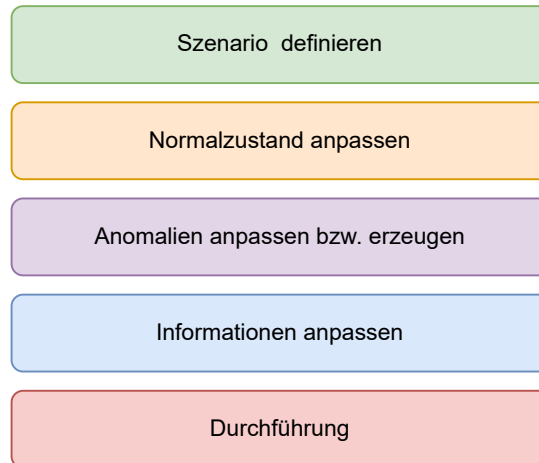 Szenario definieren
Normalzustand anpassen
Anomalien anpassen bzw. erzeugen
Informationen anpassen
Durchführung